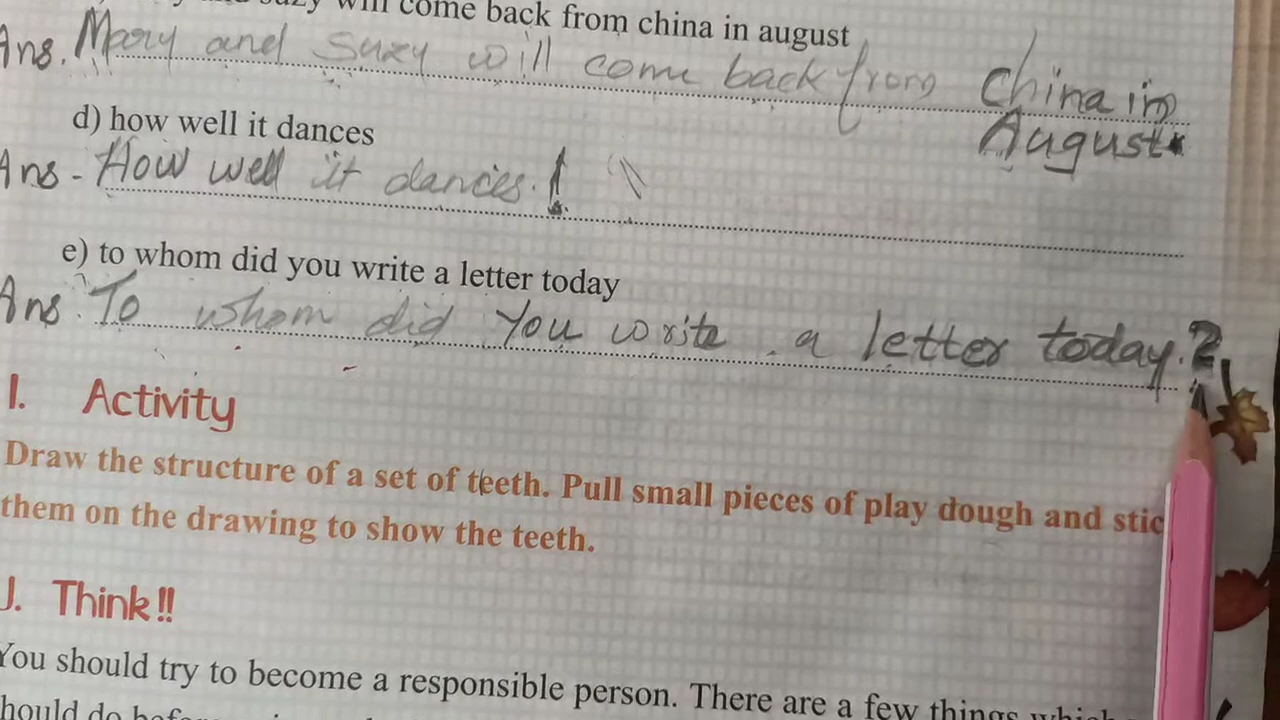 suzy will come back from china in august
Ans. Mary and Suzy will come back from China in
August.
d) how well it dances
Ans - How well it dances. !
e) to whom did you write a letter today
Ans. To whom did You write a letter today. ?
I. Activity
Draw the structure of a set of teeth. Pull small pieces of play dough and stic
them on the drawing to show the teeth.
J. Think!!
You should try to become a responsible person. There are a few things which